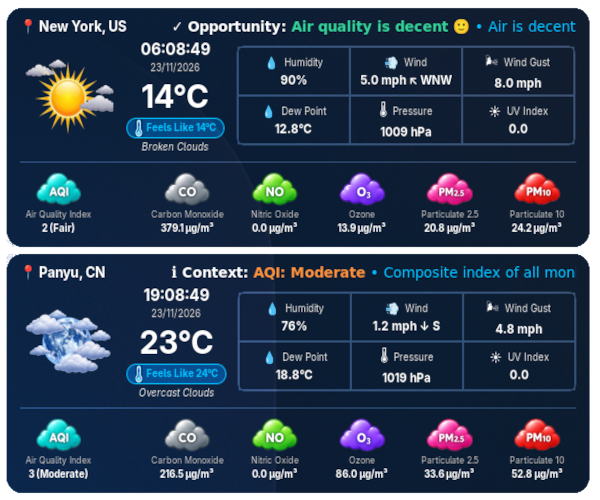 📍 New York, US
✓ Opportunity: Air quality is decent 🙂 • Air is decent
06:08:49
23/11/2026
14°C
Feels Like 14°C
Broken Clouds
Humidity
90%
Wind
5.0 mph ↖ WNW
Wind Gust
8.0 mph
Dew Point
12.8°C
Pressure
1009 hPa
UV Index
0.0
AQI
Air Quality Index
2 (Fair)
CO
Carbon Monoxide
379.1 µg/m³
NO
Nitric Oxide
0.0 µg/m³
O₃
Ozone
13.9 µg/m³
PM2.5
Particulate 2.5
20.8 µg/m³
PM10
Particulate 10
24.2 µg/m³
📍 Panyu, CN
ℹ Context: AQI: Moderate • Composite index of all mon
19:08:49
23/11/2026
23°C
Feels Like 24°C
Overcast Clouds
Humidity
76%
Wind
1.2 mph ↓ S
Wind Gust
4.8 mph
Dew Point
18.8°C
Pressure
1019 hPa
UV Index
0.0
AQI
Air Quality Index
3 (Moderate)
CO
Carbon Monoxide
216.5 µg/m³
NO
Nitric Oxide
0.0 µg/m³
O₃
Ozone
86.0 µg/m³
PM2.5
Particulate 2.5
33.6 µg/m³
PM10
Particulate 10
52.8 µg/m³